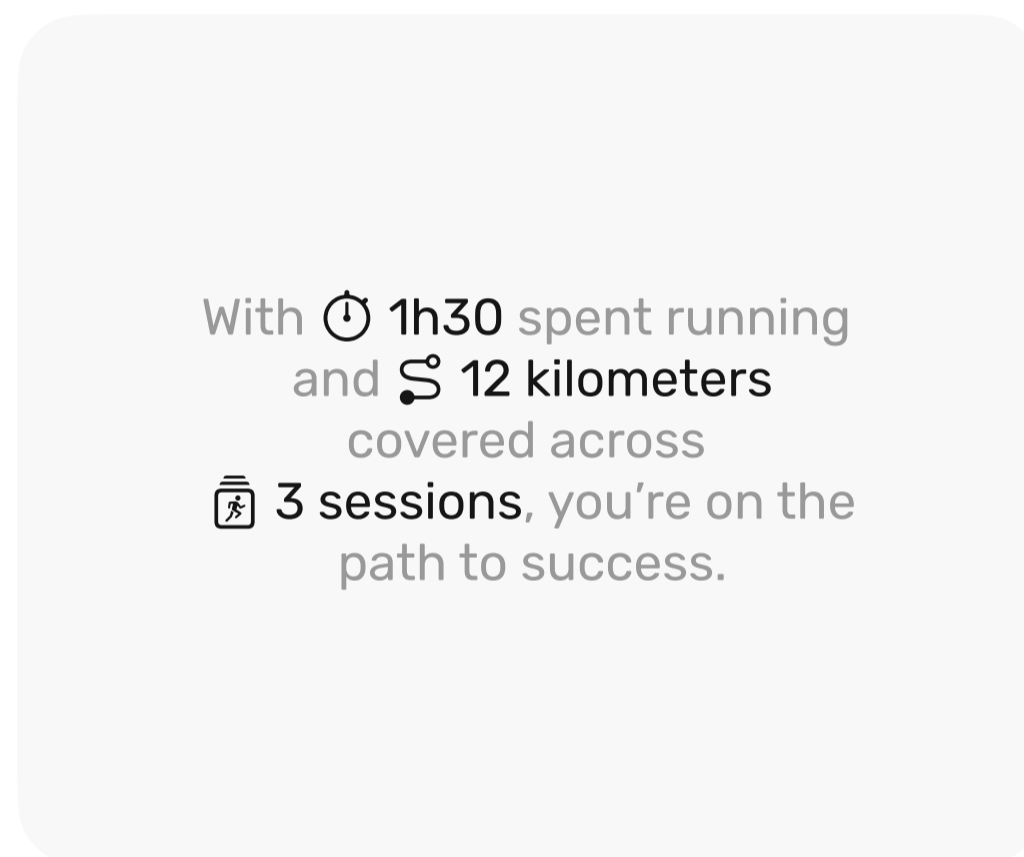 With 1h30 spent running
and 12 kilometers
covered across
3 sessions, you’re on the
path to success.